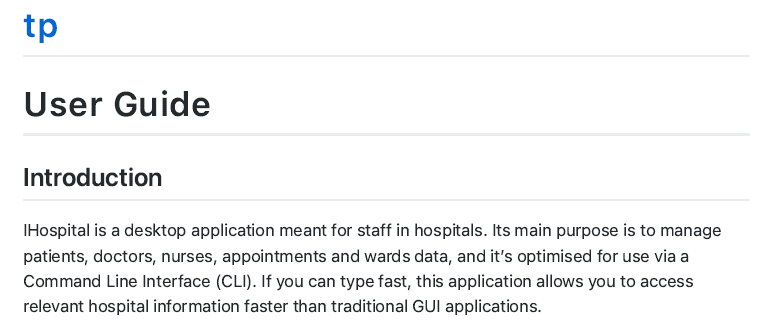 tp
User Guide
Introduction
IHospital is a desktop application meant for staff in hospitals. Its main purpose is to manage
patients, doctors, nurses, appointments and wards data, and it’s optimised for use via a
Command Line Interface (CLI). If you can type fast, this application allows you to access
relevant hospital information faster than traditional GUI applications.